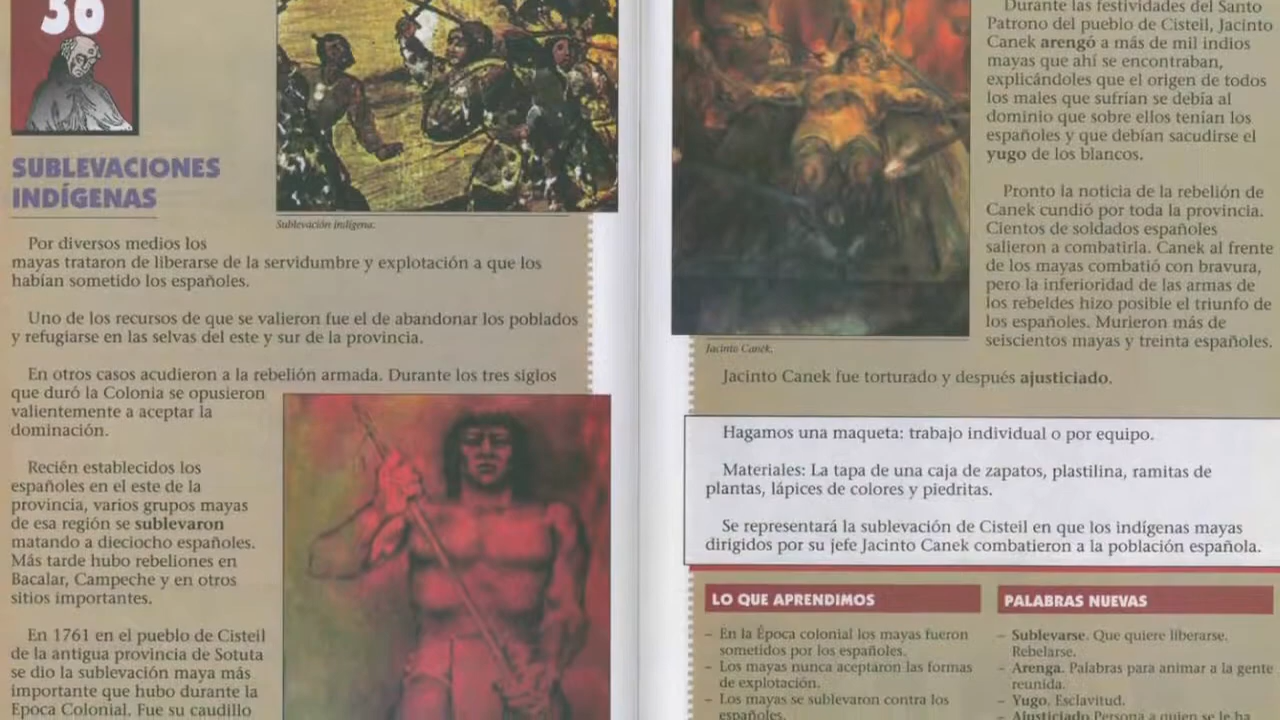 36
SUBLEVACIONES
INDÍGENAS
Sublevación indígena.
Por diversos medios los
mayas trataron de liberarse de la servidumbre y explotación a que los
habían sometido los españoles.
Uno de los recursos de que se valieron fue el de abandonar los poblados
y refugiarse en las selvas del este y sur de la provincia.
En otros casos acudieron a la rebelión armada. Durante los tres siglos
que duró la Colonia se opusieron
valientemente a aceptar la
dominación.
Recién establecidos los
españoles en el este de la
provincia, varios grupos mayas
de esa región se sublevaron
matando a dieciocho españoles.
Más tarde hubo rebeliones en
Bacalar, Campeche y en otros
sitios importantes.
En 1761 en el pueblo de Cisteil
de la antigua provincia de Sotuta
se dio la sublevación maya más
importante que hubo durante la
Epoca Colonial. Fue su caudillo
Durante las festividades del Santo
Patrono del pueblo de Cisteil, Jacinto
Canek arengó a más de mil indios
mayas que ahí se encontraban,
explicándoles que el origen de todos
los males que sufrían se debía al
dominio que sobre ellos tenían los
españoles y que debían sacudirse el
yugo de los blancos.
Pronto la noticia de la rebelión de
Canek cundió por toda la provincia.
Cientos de soldados españoles
salieron a combatirla. Canek al frente
de los mayas combatió con bravura,
pero la inferioridad de las armas de
los rebeldes hizo posible el triunfo de
los españoles. Murieron más de
seiscientos mayas y treinta españoles.
Jacinto Canek.
Jacinto Canek fue torturado y después ajusticiado.
Hagamos una maqueta: trabajo individual o por equipo.
Materiales: La tapa de una caja de zapatos, plastilina, ramitas de
plantas, lápices de colores y piedritas.
Se representará la sublevación de Cisteil en que los indígenas mayas
dirigidos por su jefe Jacinto Canek combatieron a la población española.
LO QUE APRENDIMOS
– En la Época colonial los mayas fueron
sometidos por los españoles.
– Los mayas nunca aceptaron las formas
de explotación.
– Los mayas se sublevaron contra los
españoles.
PALABRAS NUEVAS
– Sublevarse. Que quiere liberarse.
Rebelarse.
– Arenga. Palabras para animar a la gente
reunida.
– Yugo. Esclavitud.
– Ajusticiado Persona a quien se le ha